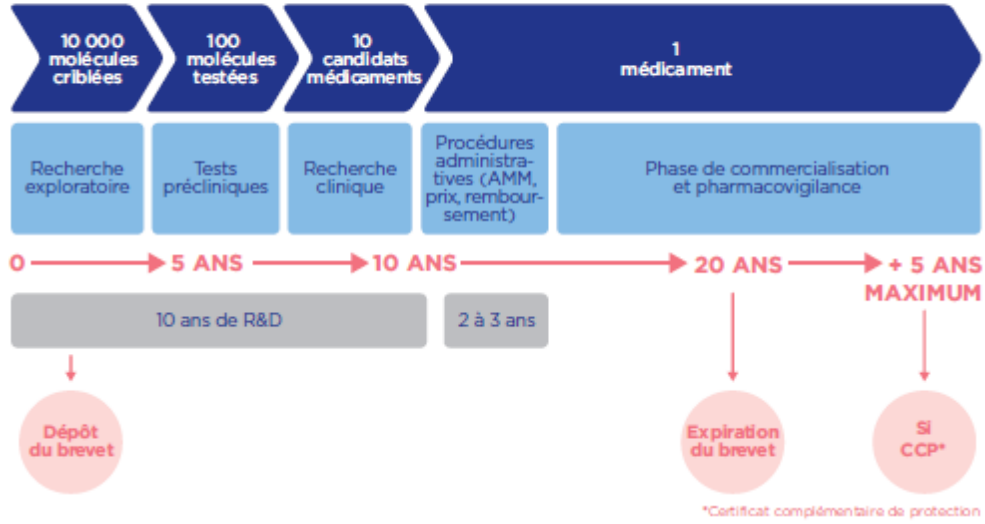 10 000
molécules
criblées
100
molécules
testées
10
candidats
médicaments
1
médicament
Recherche
exploratoire
Tests
précliniques
Recherche
clinique
Procédures
administra-
tives (AMM,
prix, rembour-
sement)
Phase de commercialisation
et pharmacovigilance
0
5 ANS
10 ANS
20 ANS
+ 5 ANS
MAXIMUM
10 ans de R&D
2 à 3 ans
Dépôt
du brevet
Expiration
du brevet
Si
CCP*
*Certificat complémentaire de protection